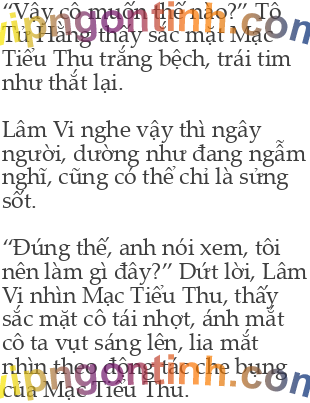 “Vậy cô muốn thế nào?” Tô
Tử Hằng thấy sắc mặt Mạc
Tiểu Thu trắng bệch, trái tim
như thắt lại.
Lâm Vi nghe vậy thì ngây
người, dường như đang ngẫm
nghĩ, cũng có thể chỉ là sửng
sốt.
“Đúng thế, anh nói xem, tôi
nên làm gì đây?” Dứt lời, Lâm
Vi nhìn Mạc Tiểu Thu, thấy
sắc mặt cô tái nhợt, ánh mắt
cô ta vụt sáng lên, lia mắt
nhìn theo động tác che bụng
của Mạc Tiểu Thu.
vipngontinh.com
vipngontinh.com